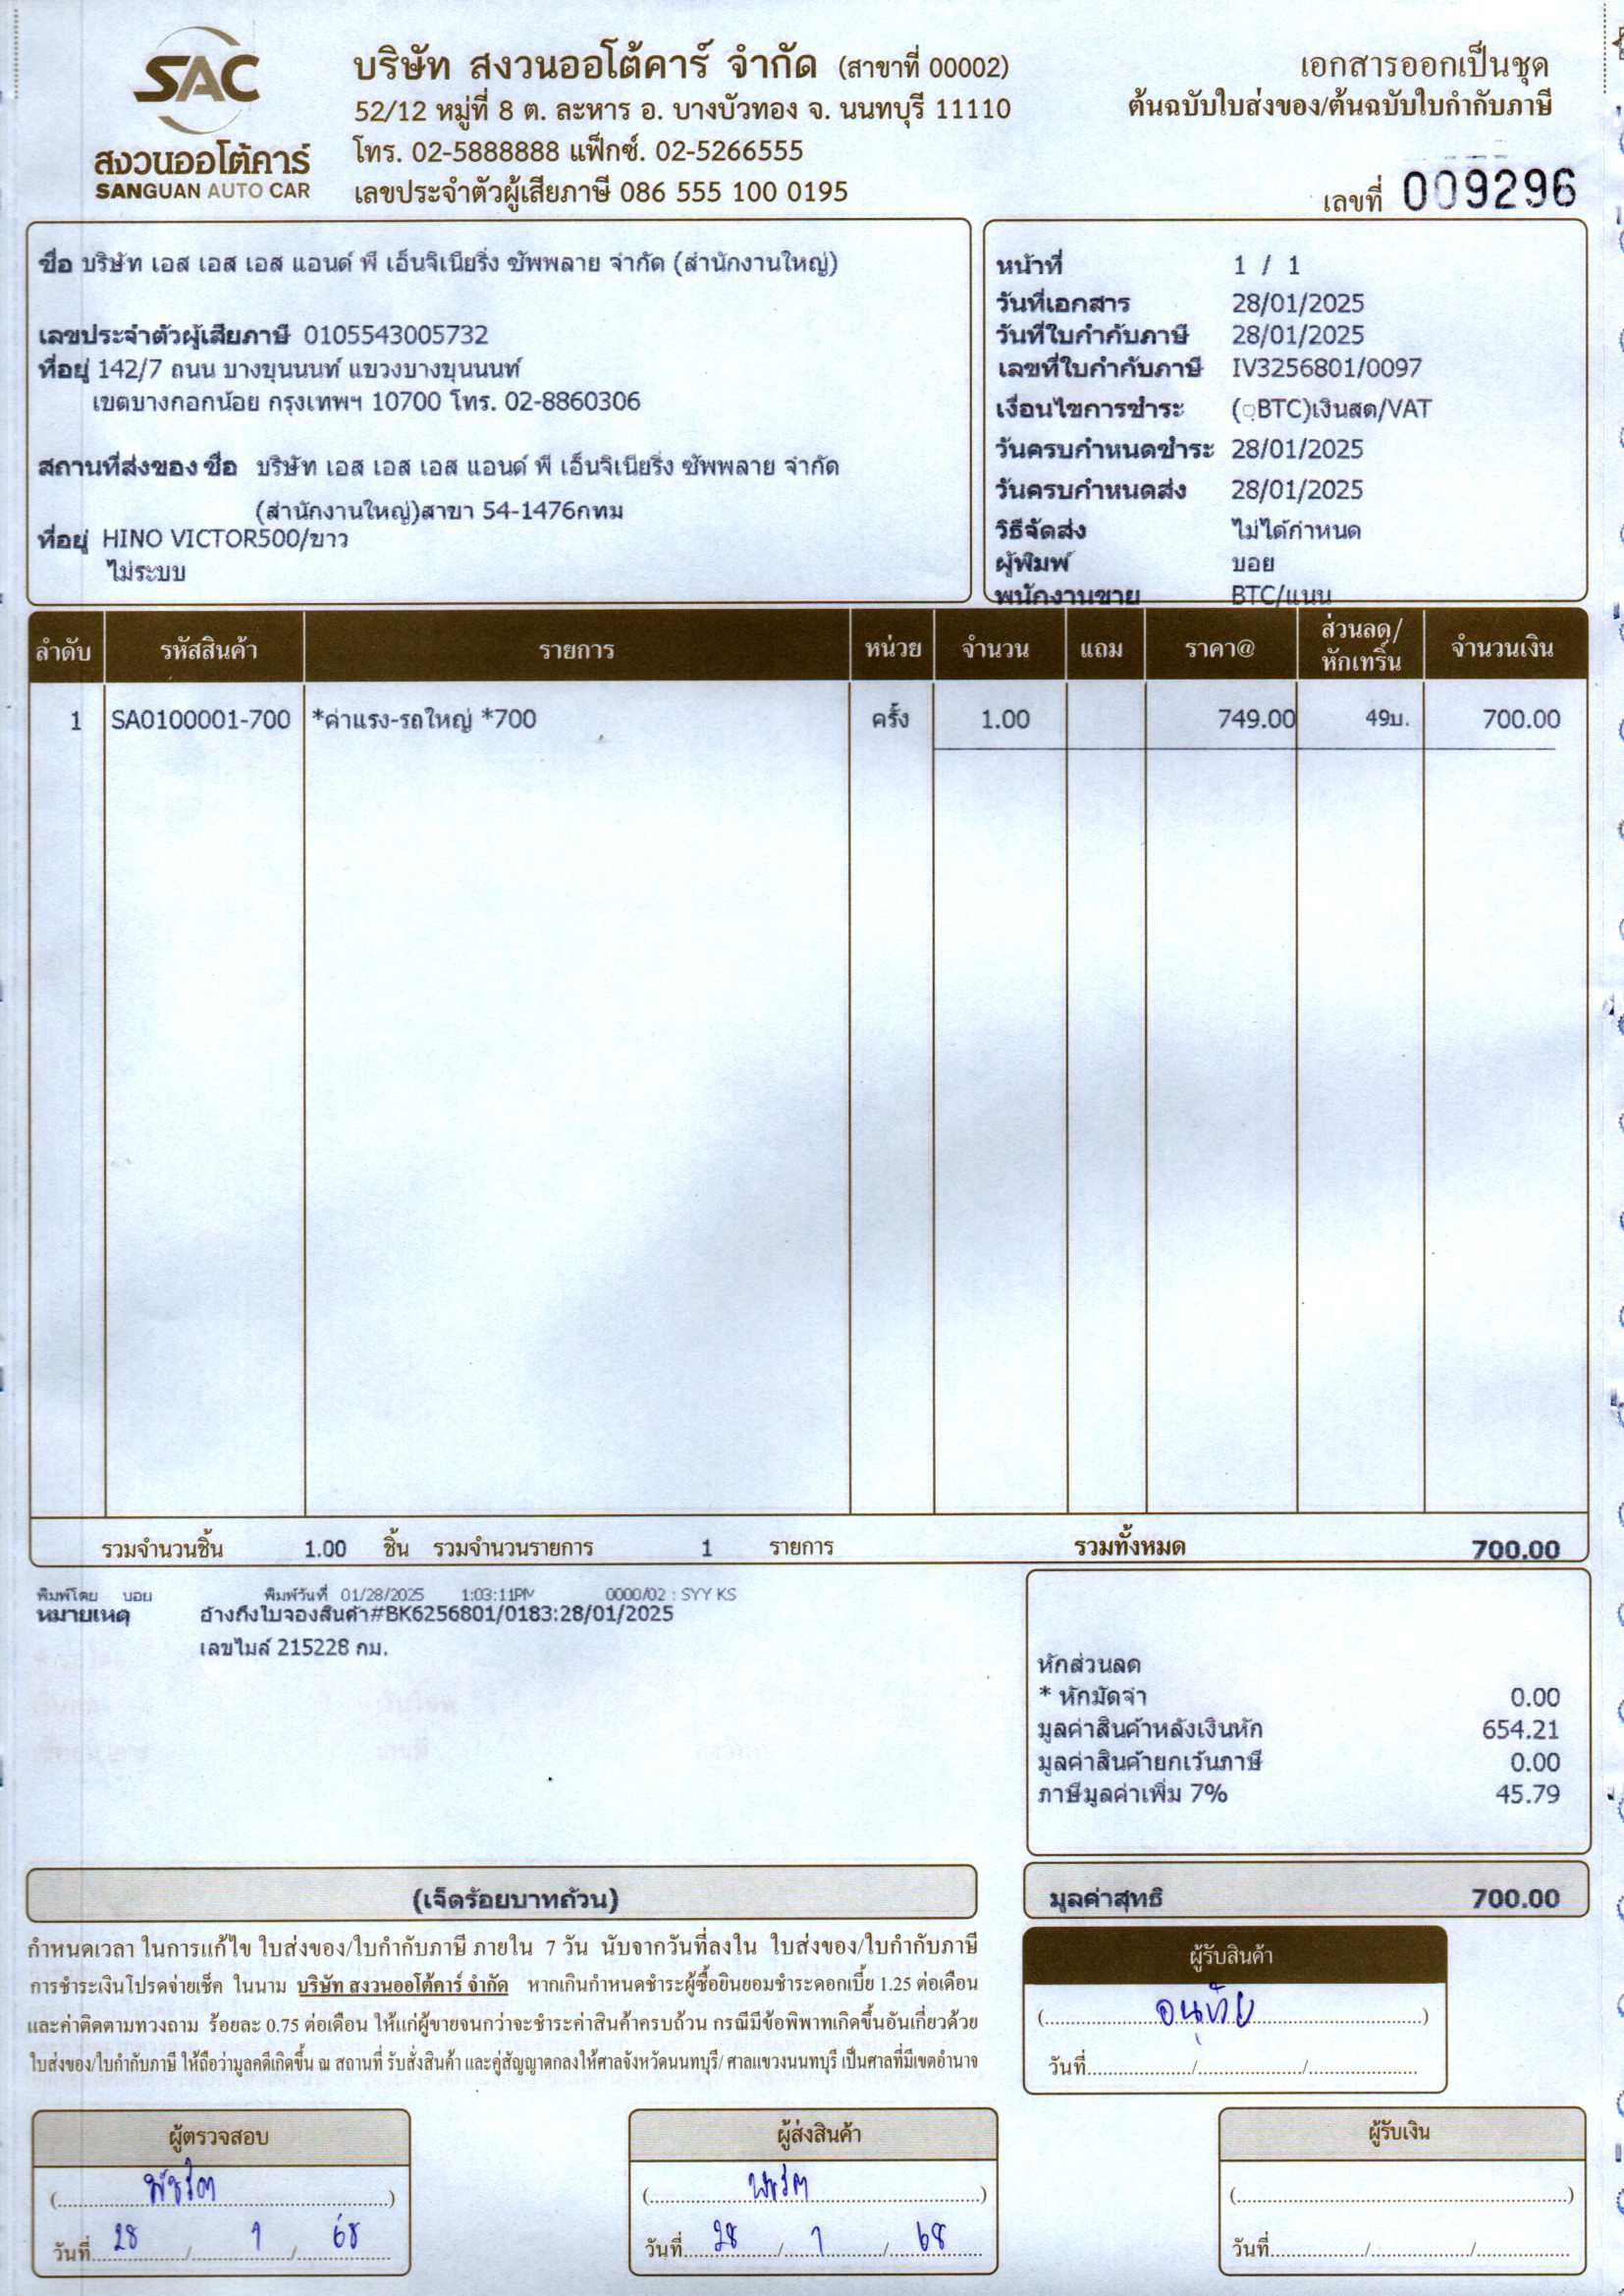 SAC
สงวนออโต้คาร์
SANGUAN AUTO CAR
บริษัท สงวนออโต้คาร์ จำกัด (สาขาที่ 00002)
52/12 หมู่ที่ 8 ต. ละหาร อ. บางบัวทอง จ. นนทบุรี 11110
โทร. 02-5888888 แฟ็กซ์. 02-5266555
เลขประจำตัวผู้เสียภาษี 086 555 100 0195
เอกสารออกเป็นชุด
ต้นฉบับใบส่งของ/ต้นฉบับใบกำกับภาษี
เลขที่ 009296
ชื่อ บริษัท เอส เอส เอส แอนด์ พี เอ็นจิเนียริ่ง ซัพพลาย จำกัด (สำนักงานใหญ่)
เลขประจำตัวผู้เสียภาษี 0105543005732
ที่อยู่ 142/7 ถนน บางขุนนนท์ แขวงบางขุนนนท์
เขตบางกอกน้อย กรุงเทพฯ 10700 โทร. 02-8860306
สถานที่ส่งของ ชื่อ บริษัท เอส เอส เอส แอนด์ พี เอ็นจิเนียริ่ง ซัพพลาย จำกัด
(สำนักงานใหญ่)สาขา 54-1476กทม
ที่อยู่ HINO VICTOR500/ขาว
ไม่ระบบ
หน้าที่ 1 / 1
วันที่เอกสาร 28/01/2025
วันที่ใบกำกับภาษี 28/01/2025
เลขที่ใบกำกับภาษี IV3256801/0097
เงื่อนไขการชำระ (ฺBTC)เงินสด/VAT
วันครบกำหนดชำระ 28/01/2025
วันครบกำหนดส่ง 28/01/2025
วิธีจัดส่ง ไม่ได้กำหนด
ผู้พิมพ์ บอย
พนักงานขาย BTC/แนน
ลำดับ รหัสสินค้า รายการ หน่วย จำนวน แถม ราคา@ ส่วนลด/หักเทริ์น จำนวนเงิน
1 SA0100001-700 *ค่าแรง-รถใหญ่ *700 ครั้ง 1.00 749.00 49บ. 700.00
รวมจำนวนชิ้น 1.00 ชิ้น รวมจำนวนรายการ 1 รายการ รวมทั้งหมด 700.00
พิมพ์โดย บอย พิมพ์วันที่ 01/28/2025 1:03:11PM 0000/02 : SYY KS
หมายเหตุ อ้างถึงใบจองสินค้า#BK6256801/0183:28/01/2025
เลขไมล์ 215228 กม.
หักส่วนลด
* หักมัดจำ 0.00
มูลค่าสินค้าหลังเงินหัก 654.21
มูลค่าสินค้ายกเว้นภาษี 0.00
ภาษีมูลค่าเพิ่ม 7% 45.79
(เจ็ดร้อยบาทถ้วน)
มูลค่าสุทธิ 700.00
กำหนดเวลา ในการแก้ไข ใบส่งของ/ใบกำกับภาษี ภายใน 7 วัน นับจากวันที่ลงใน ใบส่งของ/ใบกำกับภาษี
การชำระเงินโปรดจ่ายเช็ค ในนาม บริษัท สงวนออโต้คาร์ จำกัด หากเกินกำหนดชำระผู้ซื้อยินยอมชำระดอกเบี้ย 1.25 ต่อเดือน
และค่าติดตามทวงถาม ร้อยละ 0.75 ต่อเดือน ให้แก่ผู้ขายจนกว่าจะชำระค่าสินค้าครบถ้วน กรณีมีข้อพิพาทเกิดขึ้นอันเกี่ยวด้วย
ใบส่งของ/ใบกำกับภาษี ให้ถือว่ามูลคดีเกิดขึ้น ณ สถานที่ รับสั่งสินค้า และคู่สัญญาตกลงให้ศาลจังหวัดนนทบุรี/ ศาลแขวงนนทบุรี เป็นศาลที่มีเขตอำนาจ
ผู้รับสินค้า
(อนุชัย)
วันที่ / /
ผู้ตรวจสอบ
วันที่ 28 / 1 / 68
ผู้ส่งสินค้า
วันที่ 28 / 1 / 68
ผู้รับเงิน
( )
วันที่ / /